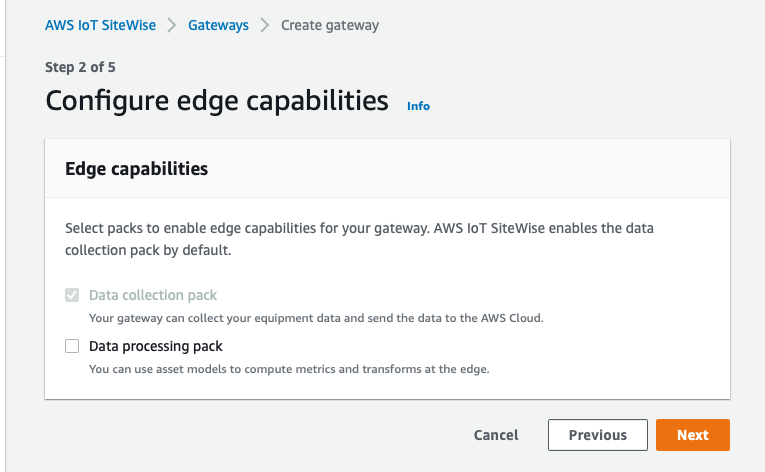 AWS IoT SiteWise > Gateways > Create gateway
Step 2 of 5
Configure edge capabilities Info
Edge capabilities
Select packs to enable edge capabilities for your gateway. AWS IoT SiteWise enables the data
collection pack by default.
Data collection pack
Your gateway can collect your equipment data and send the data to the AWS Cloud.
Data processing pack
You can use asset models to compute metrics and transforms at the edge.
Cancel Previous Next